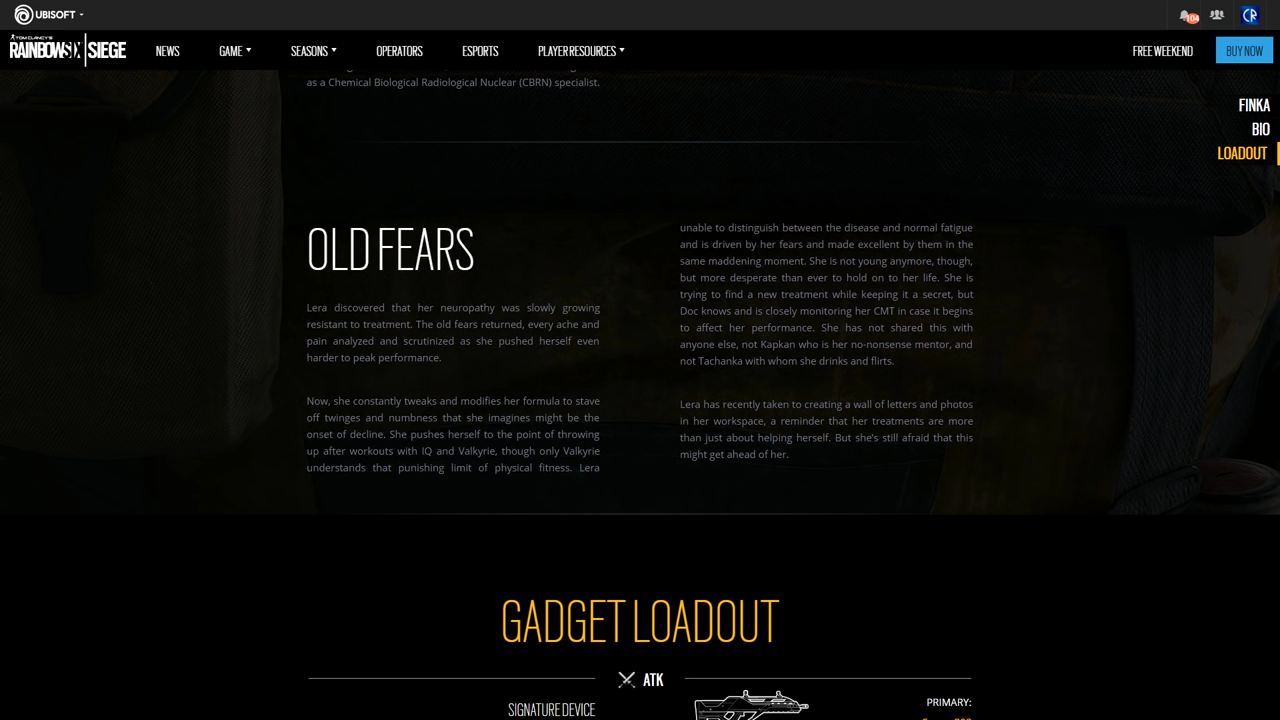 UBISOFT
104
CR
TOM CLANCY'S
RAINBOWSIX SIEGE
NEWS
GAME
SEASONS
OPERATORS
ESPORTS
PLAYER RESOURCES
FREE WEEKEND
BUY NOW
as a Chemical Biological Radiological Nuclear (CBRN) specialist.
FINKA
BIO
LOADOUT
OLD FEARS
Lera discovered that her neuropathy was slowly growing
resistant to treatment. The old fears returned, every ache and
pain analyzed and scrutinized as she pushed herself even
harder to peak performance.
Now, she constantly tweaks and modifies her formula to stave
off twinges and numbness that she imagines might be the
onset of decline. She pushes herself to the point of throwing
up after workouts with IQ and Valkyrie, though only Valkyrie
understands that punishing limit of physical fitness. Lera
unable to distinguish between the disease and normal fatigue
and is driven by her fears and made excellent by them in the
same maddening moment. She is not young anymore, though,
but more desperate than ever to hold on to her life. She is
trying to find a new treatment while keeping it a secret, but
Doc knows and is closely monitoring her CMT in case it begins
to affect her performance. She has not shared this with
anyone else, not Kapkan who is her no-nonsense mentor, and
not Tachanka with whom she drinks and flirts.
Lera has recently taken to creating a wall of letters and photos
in her workspace, a reminder that her treatments are more
than just about helping herself. But she's still afraid that this
might get ahead of her.
GADGET LOADOUT
ATK
SIGNATURE DEVICE
PRIMARY: